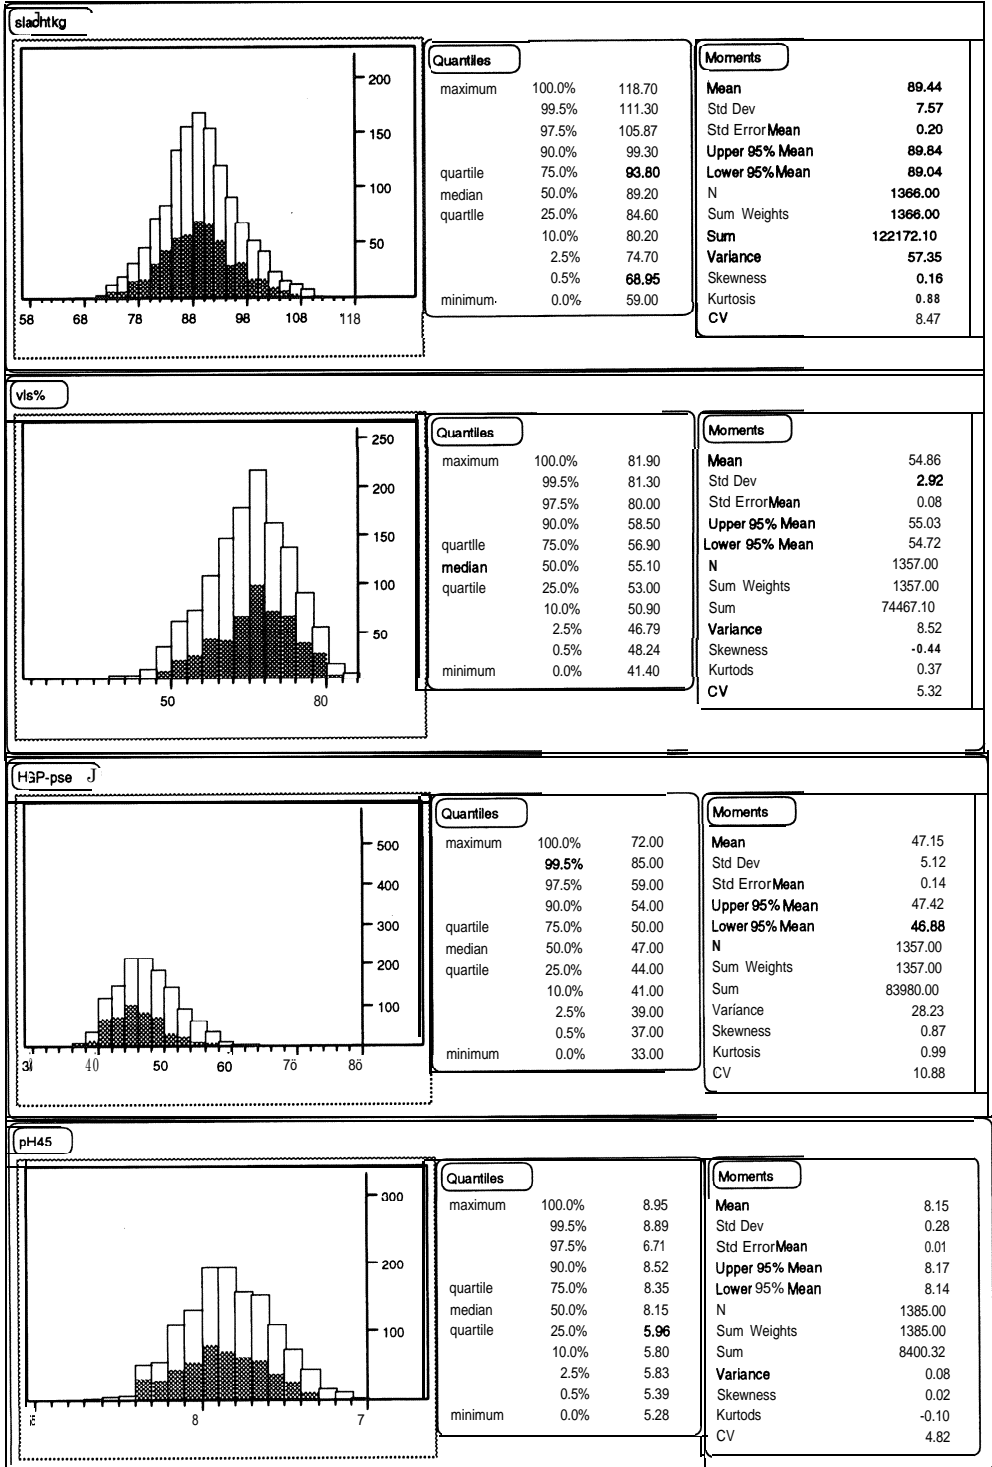 slachtkg
200
150
100
50
58 68 78 88 98 108 118
Quantiles
maximum 100.0% 118.70
99.5% 111.30
97.5% 105.87
90.0% 99.30
quartile 75.0% 93.80
median 50.0% 89.20
quartlle 25.0% 84.60
10.0% 80.20
2.5% 74.70
0.5% 68.95
minimum. 0.0% 59.00
Moments
Mean 89.44
Std Dev 7.57
Std Error Mean 0.20
Upper 95% Mean 89.84
Lower 95% Mean 89.04
N 1366.00
Sum Weights 1366.00
Sum 122172.10
Variance 57.35
Skewness 0.16
Kurtosis 0.88
CV 8.47
vls%
250
200
150
100
50
50 80
Quantiles
maximum 100.0% 81.90
99.5% 81.30
97.5% 80.00
90.0% 58.50
quartlle 75.0% 56.90
median 50.0% 55.10
quartile 25.0% 53.00
10.0% 50.90
2.5% 46.79
0.5% 48.24
minimum 0.0% 41.40
Moments
Mean 54.86
Std Dev 2.92
Std Error Mean 0.08
Upper 95% Mean 55.03
Lower 95% Mean 54.72
N 1357.00
Sum Weights 1357.00
Sum 74467.10
Variance 8.52
Skewness -0.44
Kurtods 0.37
CV 5.32
HGP-pse J
500
400
300
200
100
40 50 60 70 80
Quantiles
maximum 100.0% 72.00
99.5% 85.00
97.5% 59.00
90.0% 54.00
quartile 75.0% 50.00
median 50.0% 47.00
quartile 25.0% 44.00
10.0% 41.00
2.5% 39.00
0.5% 37.00
minimum 0.0% 33.00
Moments
Mean 47.15
Std Dev 5.12
Std Error Mean 0.14
Upper 95% Mean 47.42
Lower 95% Mean 46.88
N 1357.00
Sum Weights 1357.00
Sum 83980.00
Variance 28.23
Skewness 0.87
Kurtosis 0.99
CV 10.88
pH45
300
200
100
8 7
Quantiles
maximum 100.0% 8.95
99.5% 8.89
97.5% 6.71
90.0% 8.52
quartile 75.0% 8.35
median 50.0% 8.15
quartile 25.0% 5.96
10.0% 5.80
2.5% 5.83
0.5% 5.39
minimum 0.0% 5.28
Moments
Mean 8.15
Std Dev 0.28
Std Error Mean 0.01
Upper 95% Mean 8.17
Lower 95% Mean 8.14
N 1385.00
Sum Weights 1385.00
Sum 8400.32
Variance 0.08
Skewness 0.02
Kurtods -0.10
CV 4.82